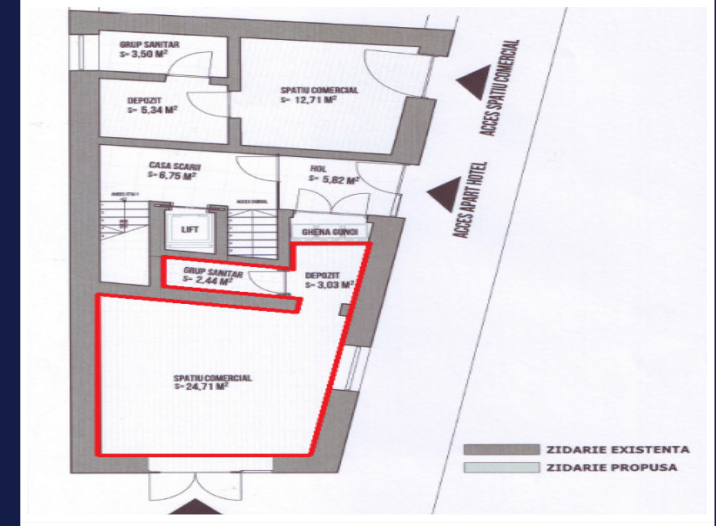 GRUP SANITAR
S- 3,50 M²
DEPOZIT
S- 5,34 M²
SPATIU COMERCIAL
S- 12,71 M²
ACCES SPATIU COMERCIAL
CASA SCARII
S-6,75 M²
HOL
S- 5,82 M²
ACCES APART HOTEL
LIFT
GHENA GUNOI
GRUP SANITAR
S- 2,44 M²
DEPOZIT
S- 3,03 M²
SPATIU COMERCIAL
S-24,71 M²
ZIDARIE EXISTENTA
ZIDARIE PROPUSA